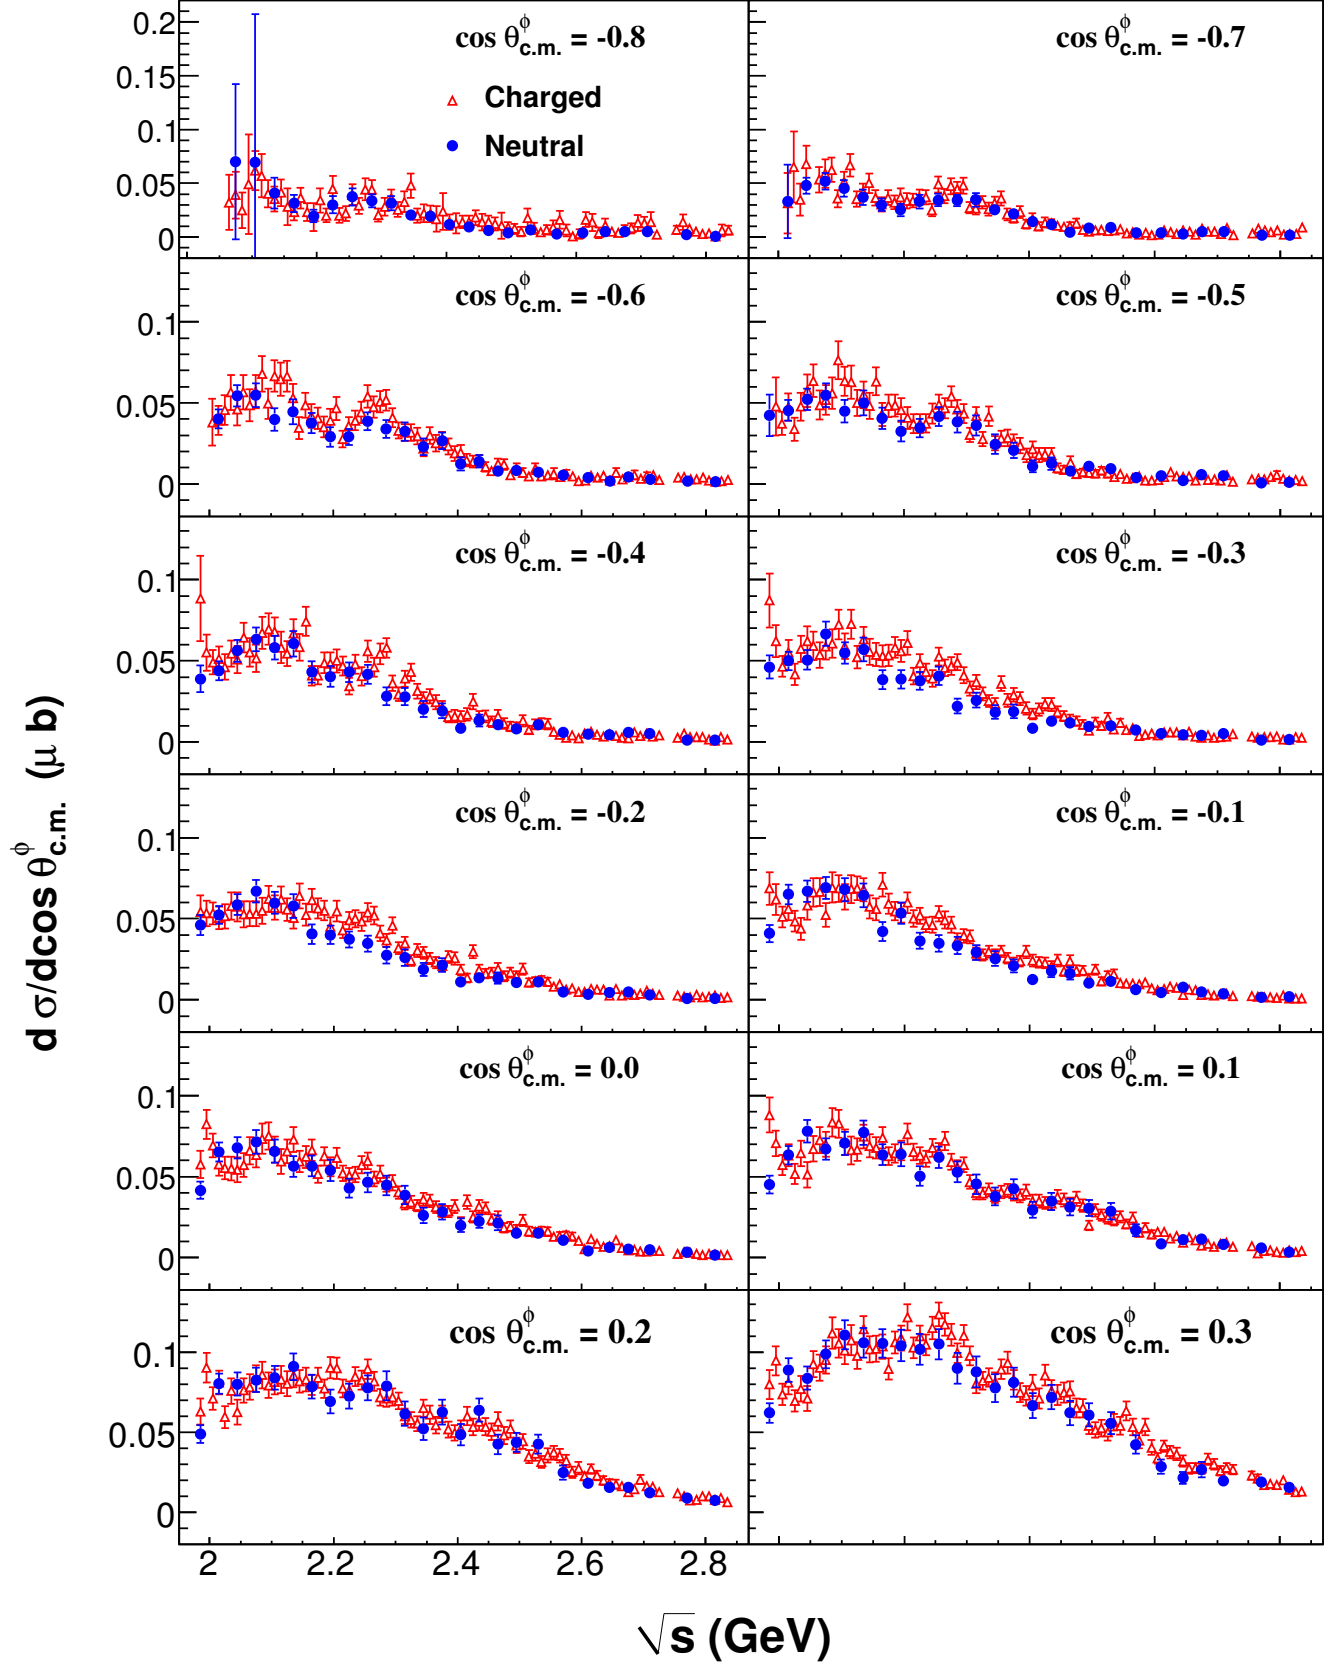 0.2
0.15
0.1
0.05
0
cos θ^ϕ_c.m. = -0.8
Charged
Neutral
cos θ^ϕ_c.m. = -0.7
0.1
0.05
0
cos θ^ϕ_c.m. = -0.6
cos θ^ϕ_c.m. = -0.5
0.1
0.05
0
cos θ^ϕ_c.m. = -0.4
cos θ^ϕ_c.m. = -0.3
0.1
0.05
0
cos θ^ϕ_c.m. = -0.2
cos θ^ϕ_c.m. = -0.1
0.1
0.05
0
cos θ^ϕ_c.m. = 0.0
cos θ^ϕ_c.m. = 0.1
0.1
0.05
0
cos θ^ϕ_c.m. = 0.2
cos θ^ϕ_c.m. = 0.3
2 2.2 2.4 2.6 2.8
√s (GeV)
d σ/dcos θ^ϕ_c.m. (μ b)